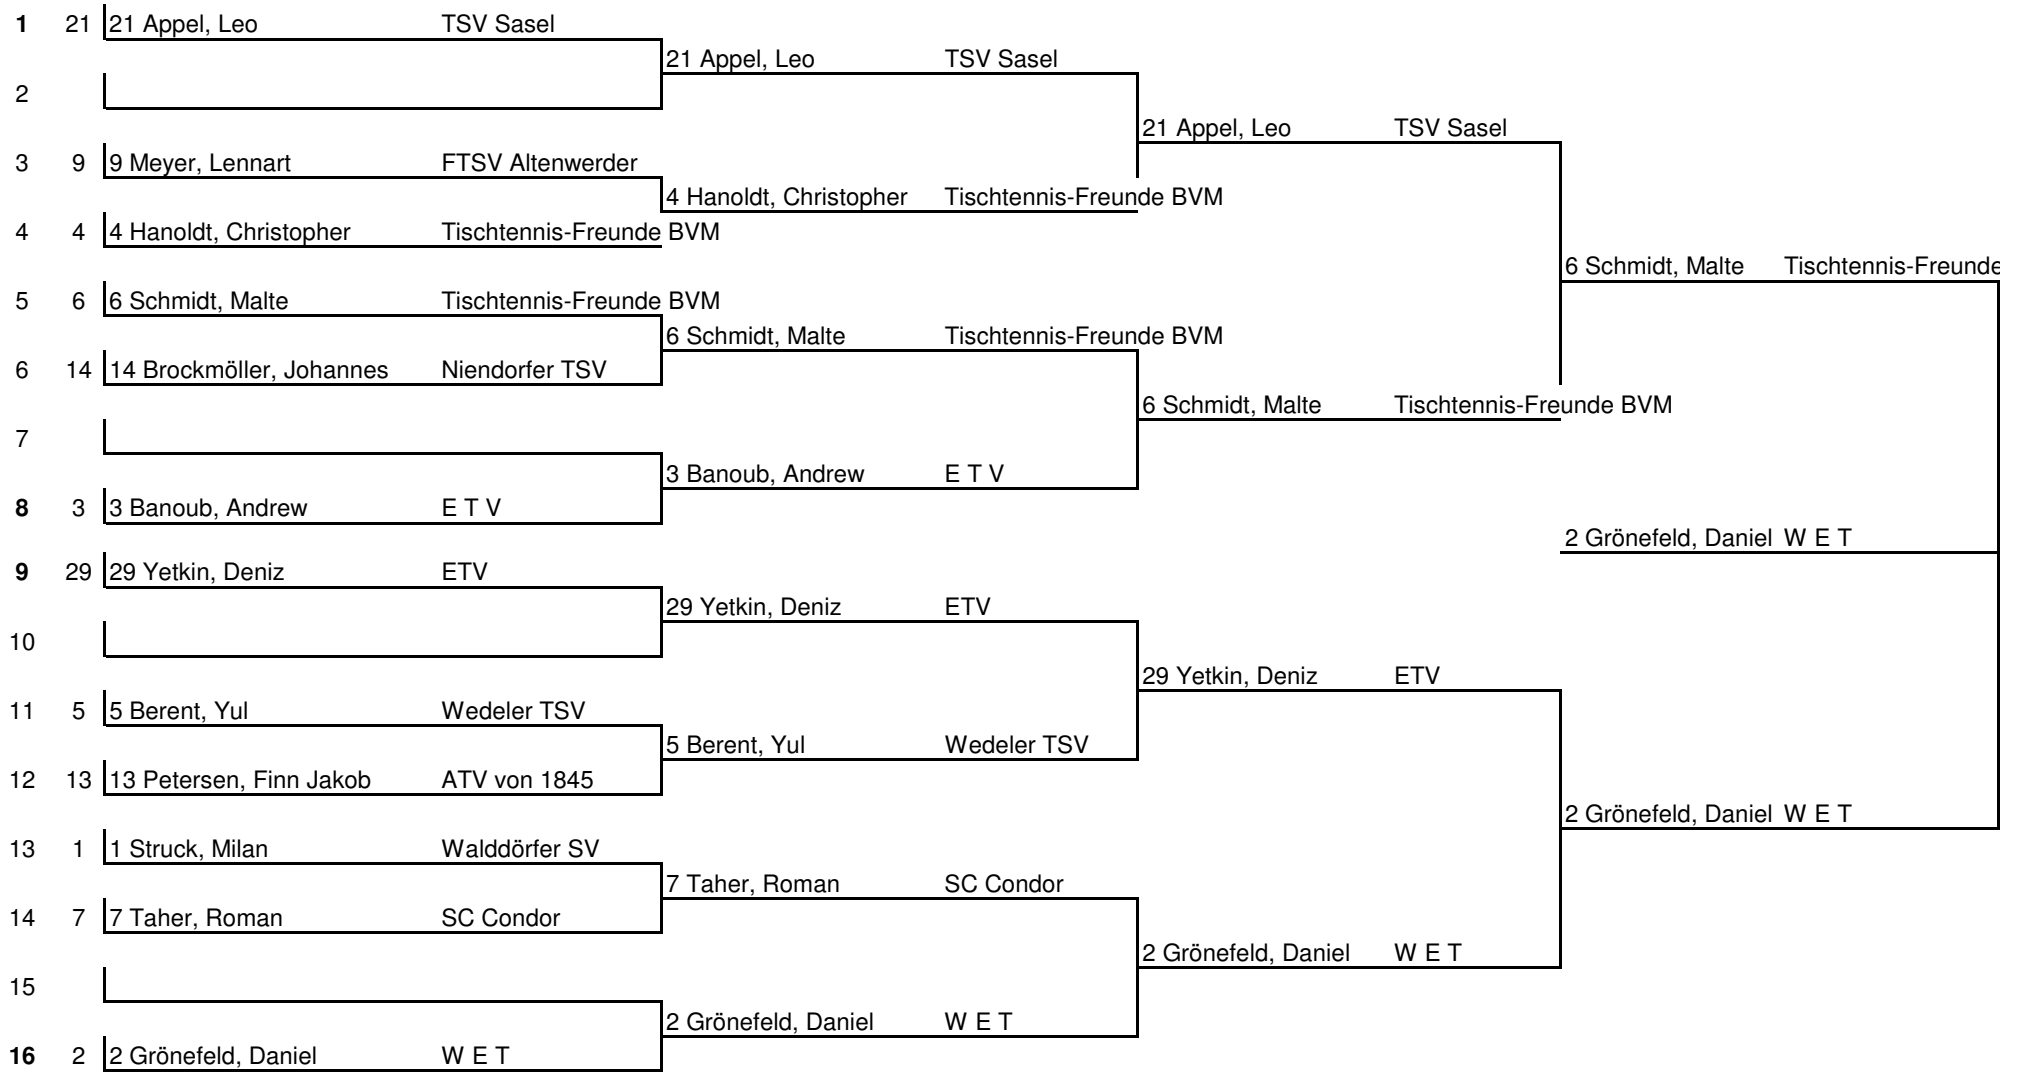 1 21 21 Appel, Leo TSV Sasel
21 Appel, Leo TSV Sasel
2
21 Appel, Leo TSV Sasel
3 9 9 Meyer, Lennart FTSV Altenwerder
4 Hanoldt, Christopher Tischtennis-Freunde BVM
4 4 4 Hanoldt, Christopher Tischtennis-Freunde BVM
6 Schmidt, Malte Tischtennis-Freunde
5 6 6 Schmidt, Malte Tischtennis-Freunde BVM
6 Schmidt, Malte Tischtennis-Freunde BVM
6 14 14 Brockmöller, Johannes Niendorfer TSV
6 Schmidt, Malte Tischtennis-Freunde BVM
7
3 Banoub, Andrew E T V
8 3 3 Banoub, Andrew E T V
2 Grönefeld, Daniel W E T
9 29 29 Yetkin, Deniz ETV
29 Yetkin, Deniz ETV
10
29 Yetkin, Deniz ETV
11 5 5 Berent, Yul Wedeler TSV
5 Berent, Yul Wedeler TSV
12 13 13 Petersen, Finn Jakob ATV von 1845
2 Grönefeld, Daniel W E T
13 1 1 Struck, Milan Walddörfer SV
7 Taher, Roman SC Condor
14 7 7 Taher, Roman SC Condor
2 Grönefeld, Daniel W E T
15
2 Grönefeld, Daniel W E T
16 2 2 Grönefeld, Daniel W E T